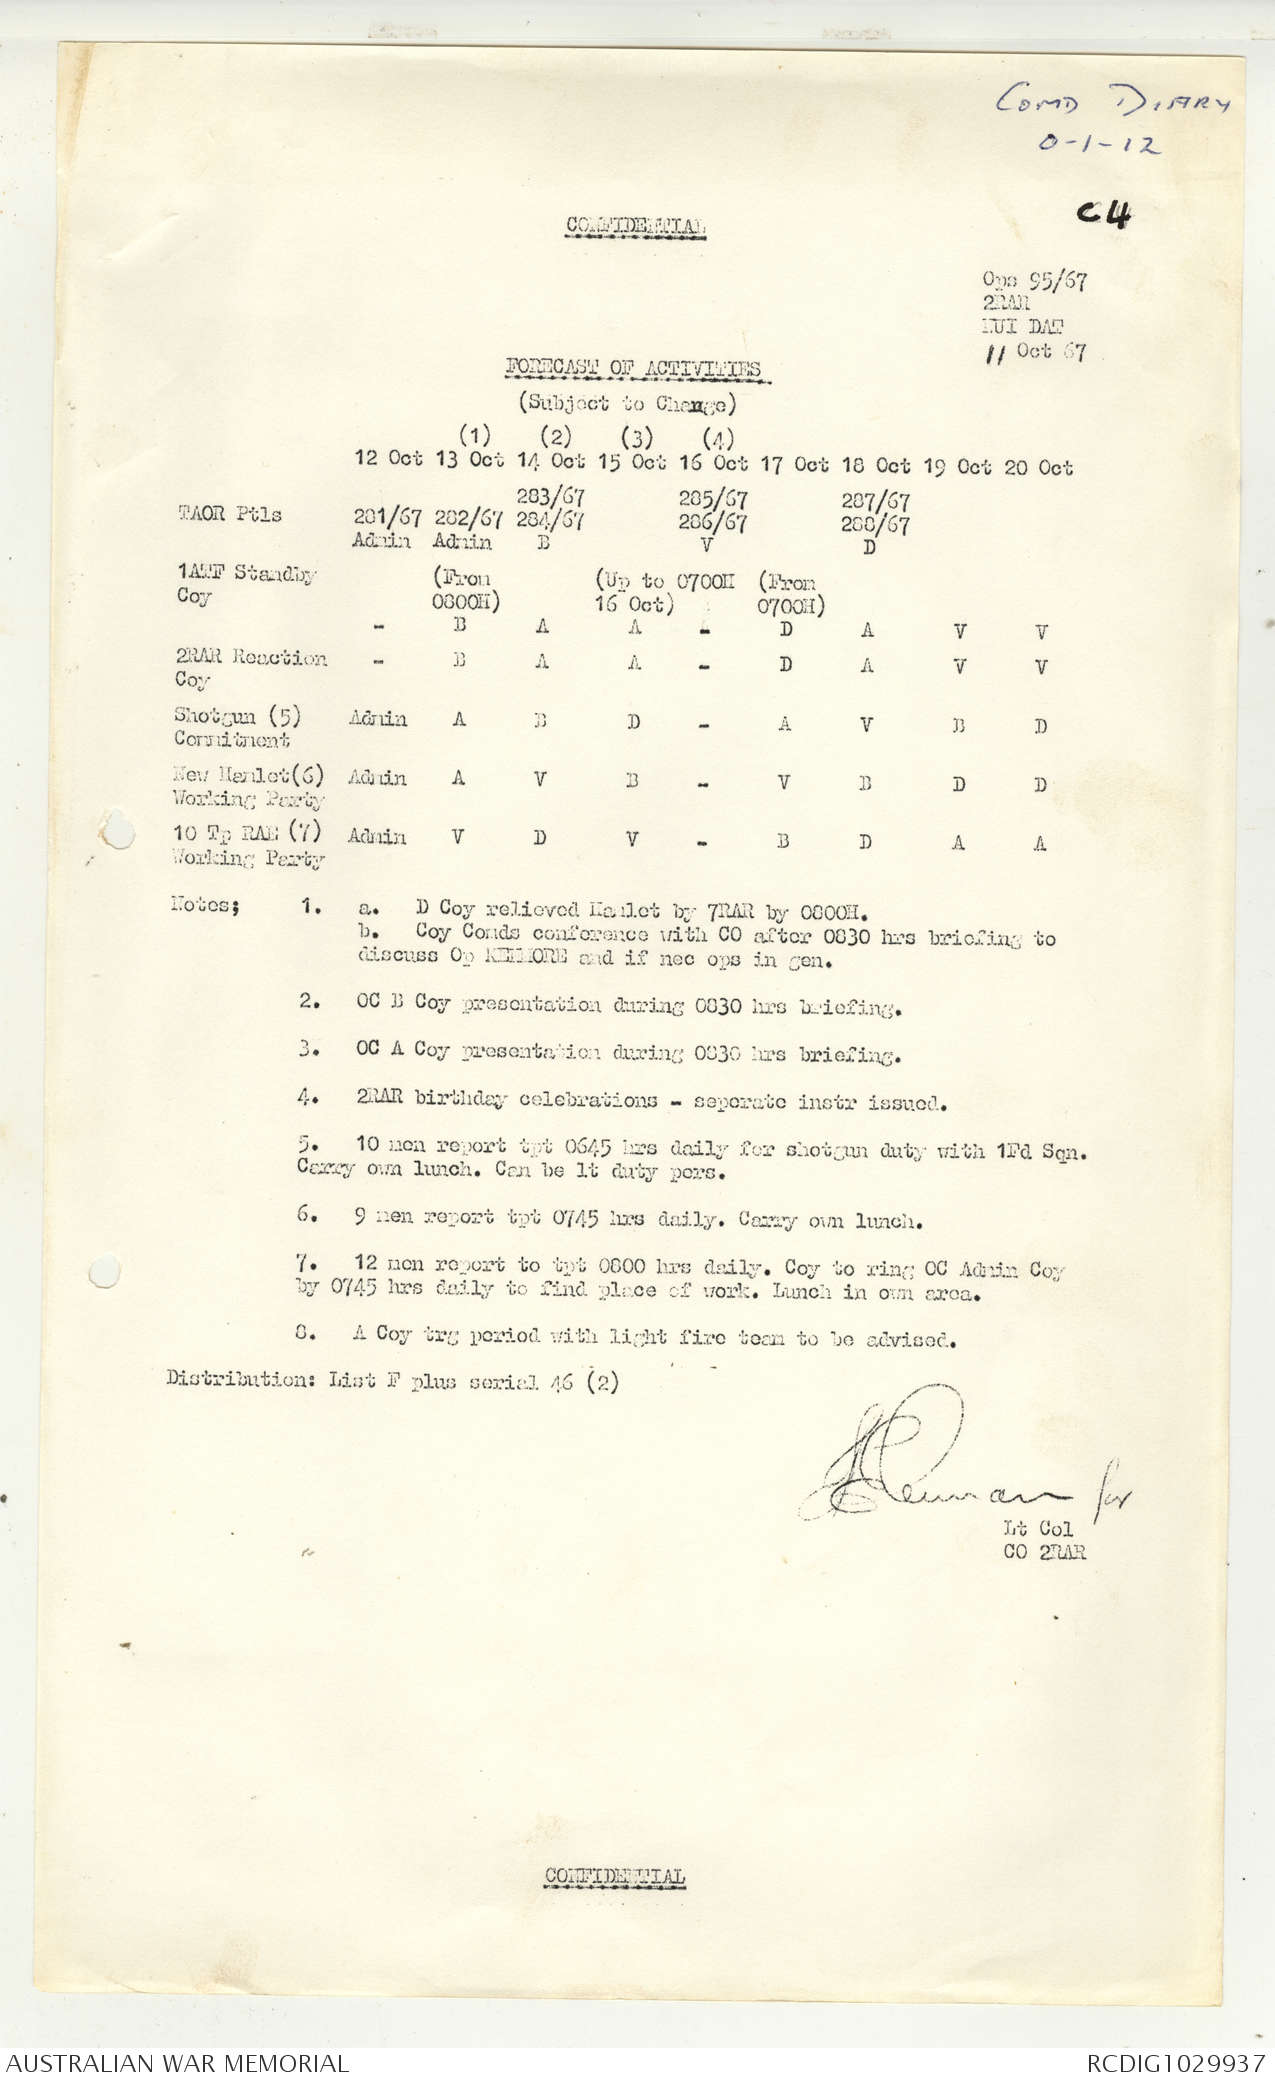 COMD DIARY
0-1-12
C4
CONFIDENTIAL
Ops 95/67
2RAR
NUI DAT
11 Oct 67
FORECAST OF ACTIVITIES
(Subject to Change)
(1) (2) (3) (4)
12 Oct 13 Oct 14 Oct 15 Oct 16 Oct 17 Oct 18 Oct 19 Oct 20 Oct
283/67 285/67 287/67
TAOR Ptls 281/67 282/67 284/67 286/67 288/67
Admin Admin B V D
1ATF Standby (From (Up to 0700H (From
Coy 0800H) 16 Oct) 0700H)
- B A A - D A V V
2RAR Reaction - B A A - D A V V
Coy
Shotgun (5) Admin A B D - A V B D
Commitment
New Hamlet(6) Admin A V B - V B D D
Working Party
10 Tp RAE (7) Admin V D V - B D A A
Working Party
Notes; 1. a. D Coy relieved Hamlet by 7RAR by 0800H.
b. Coy Comds conference with CO after 0830 hrs briefing to
discuss Op KENMORE and if nec ops in gen.
2. OC B Coy presentation during 0830 hrs briefing.
3. OC A Coy presentation during 0830 hrs briefing.
4. 2RAR birthday celebrations - seperate instr issued.
5. 10 men report tpt 0645 hrs daily for shotgun duty with 1Fd Sqn.
Carry own lunch. Can be lt duty pers.
6. 9 men report tpt 0745 hrs daily. Carry own lunch.
7. 12 men report to tpt 0800 hrs daily. Coy to ring OC Admin Coy
by 0745 hrs daily to find place of work. Lunch in own area.
8. A Coy trg period with light fire team to be advised.
Distribution: List F plus serial 46 (2)
for
Lt Col
CO 2RAR
CONFIDENTIAL
AUSTRALIAN WAR MEMORIAL RCDIG1029937